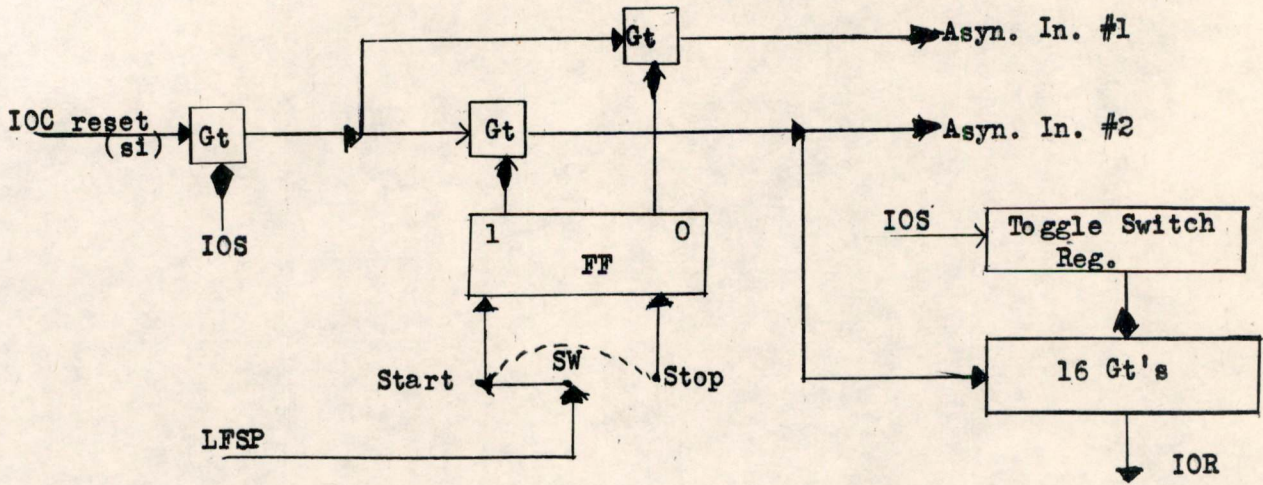 Gt
Asyn. In. #1
IOC reset
(si)
Gt
Gt
Asyn. In. #2
IOS
1
0
FF
IOS
Toggle Switch
Reg.
SW
Start
Stop
16 Gt's
LFSP
IOR